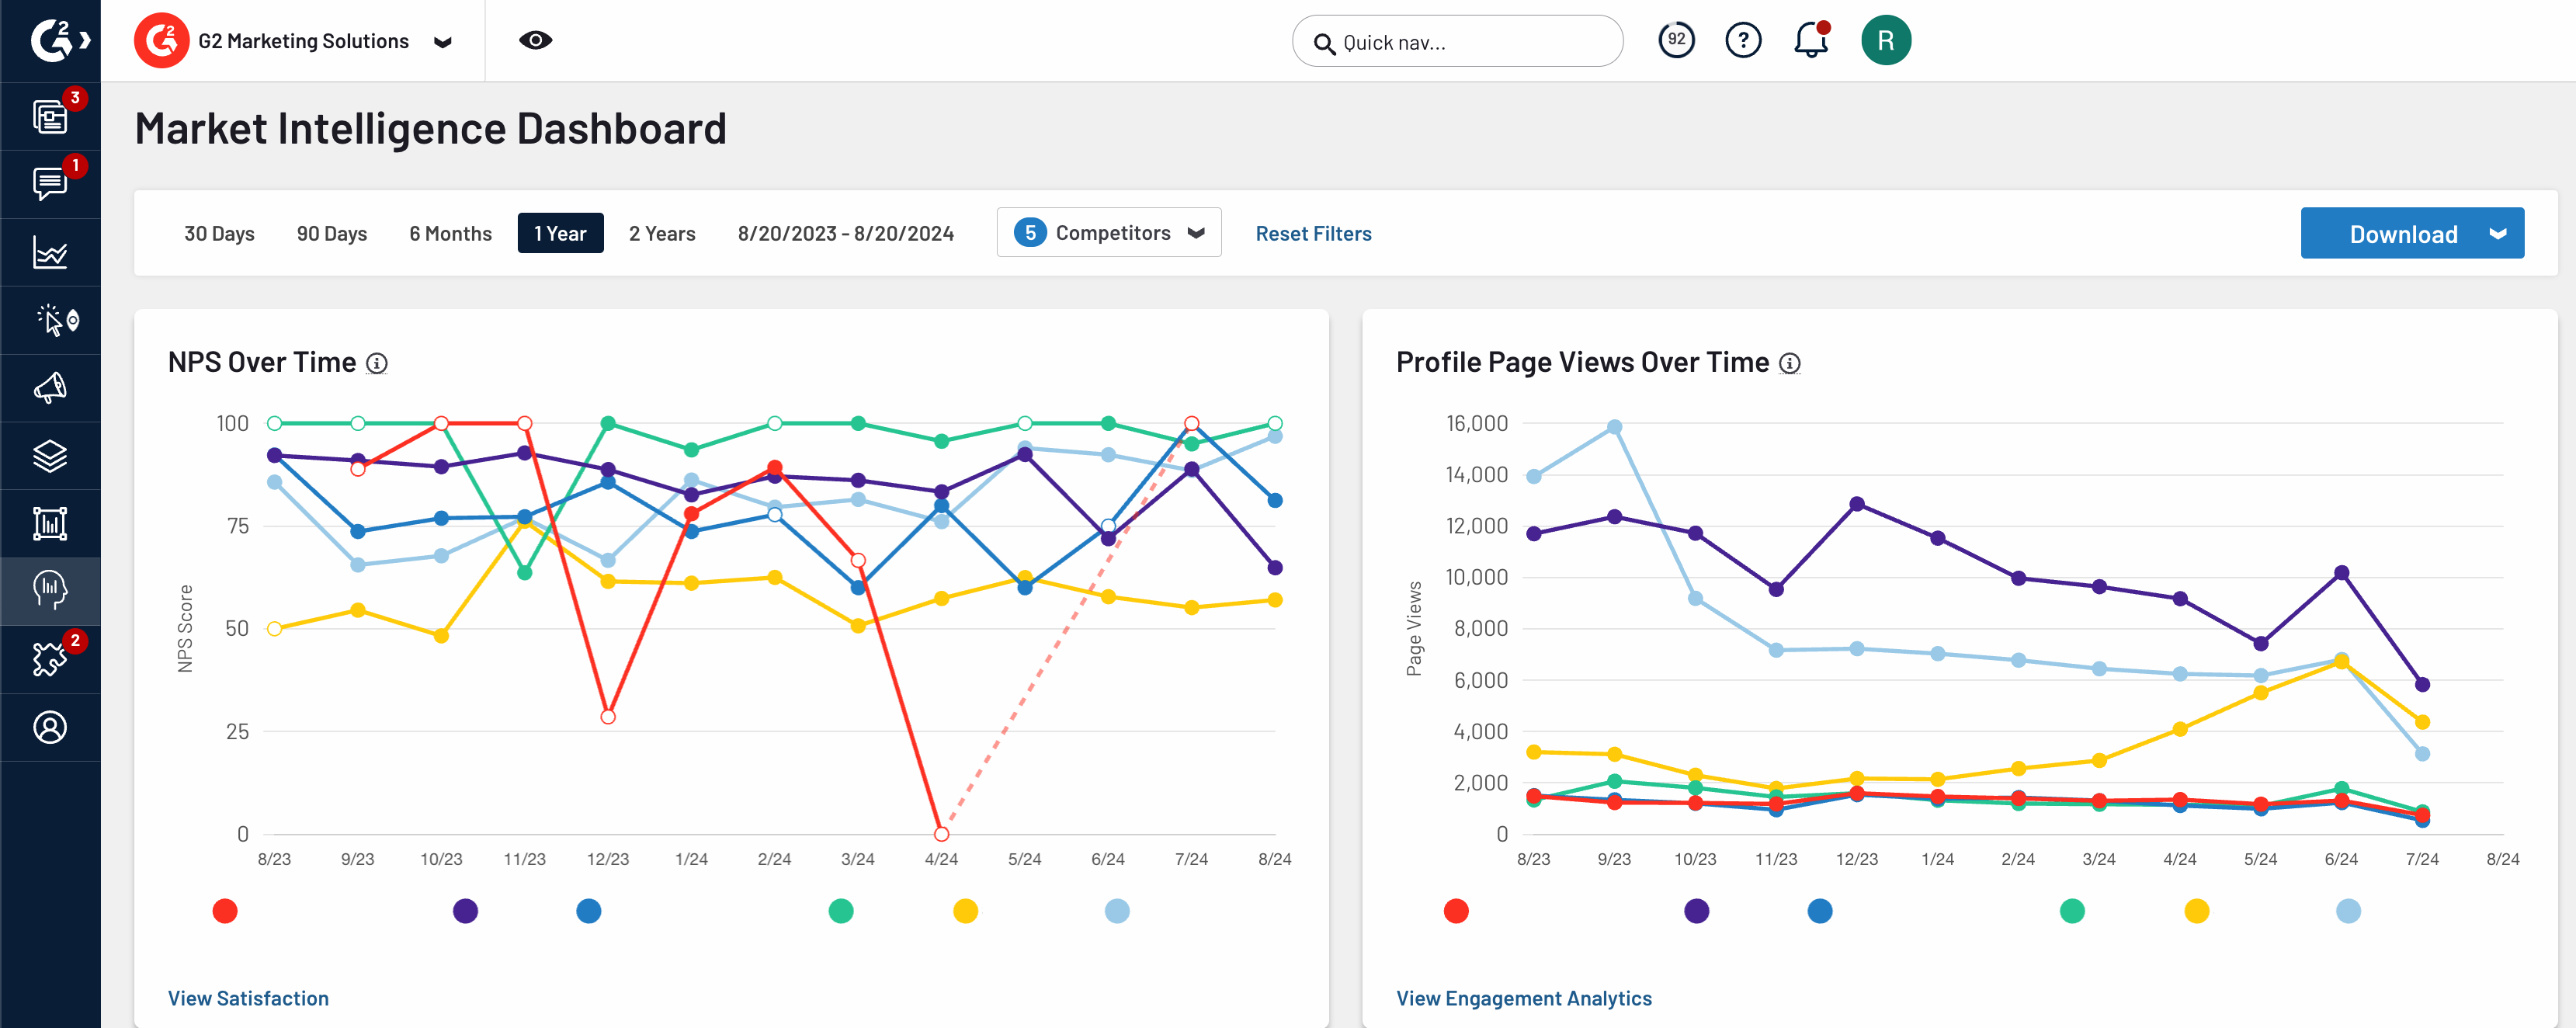 G2 Marketing Solutions
Quick nav...
92
?
R
3
1
2
Market Intelligence Dashboard
30 Days 90 Days 6 Months 1 Year 2 Years 8/20/2023 - 8/20/2024 5 Competitors Reset Filters Download
NPS Over Time
100
75
50
25
0
NPS Score
8/23 9/23 10/23 11/23 12/23 1/24 2/24 3/24 4/24 5/24 6/24 7/24 8/24
View Satisfaction
Profile Page Views Over Time
16,000
14,000
12,000
10,000
8,000
6,000
4,000
2,000
0
Page Views
8/23 9/23 10/23 11/23 12/23 1/24 2/24 3/24 4/24 5/24 6/24 7/24 8/24
View Engagement Analytics